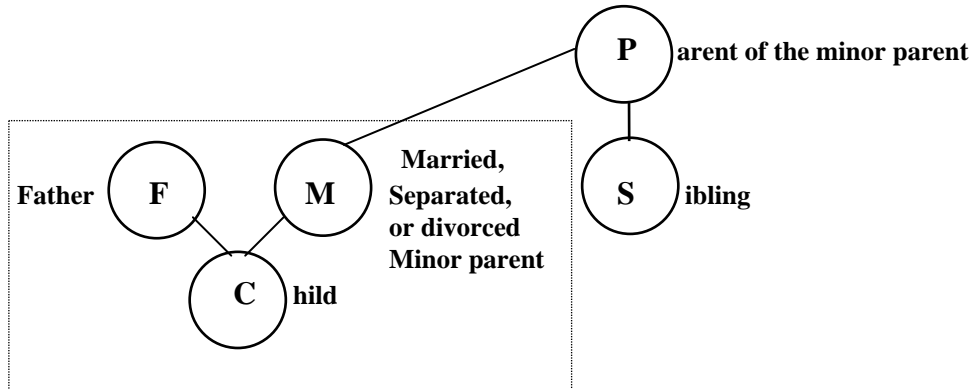 P arent of the minor parent
Father F M Married,
Separated,
or divorced
Minor parent
S ibling
C hild